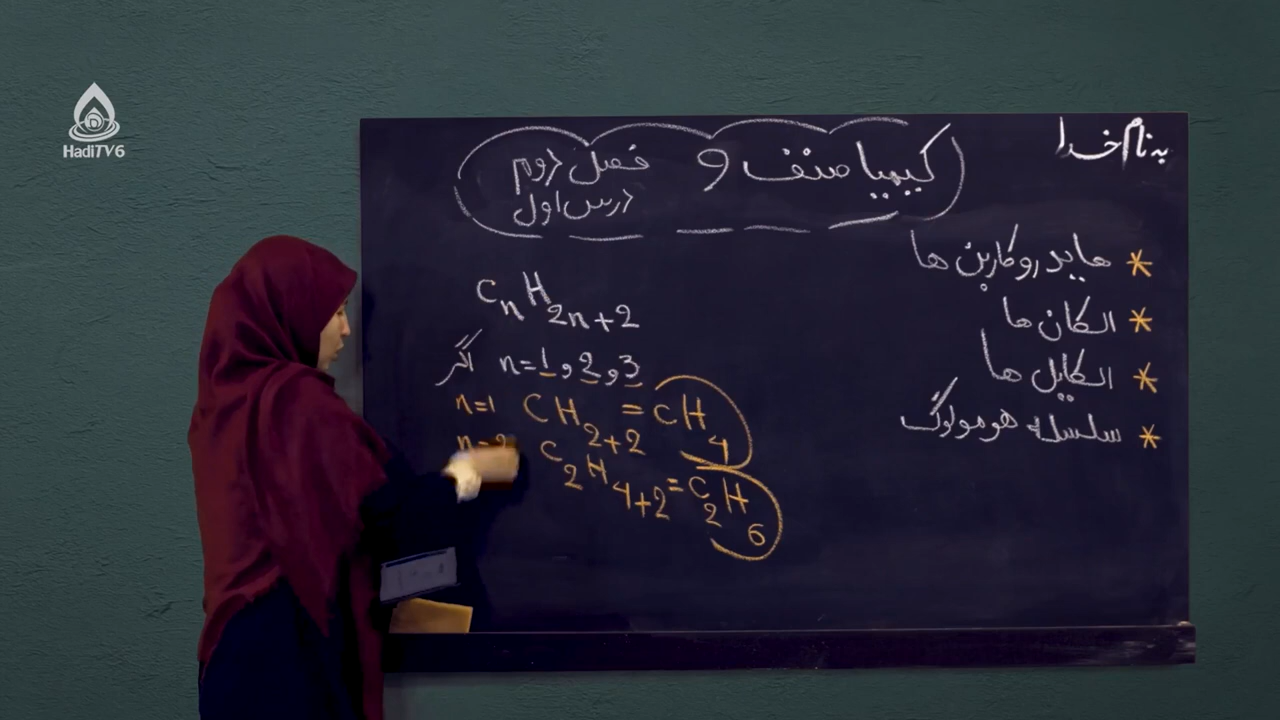 به نام خدا
کیمیا صنف ۹
فصل دوم
درس اول
* هایدروکاربن ها
* الکان ها
* الکایل ها
* سلسله هومولوگ
CnH2n+2
اگر n=1 , 2 , 3
n=1 CH2+2 = CH4
n=2 C2H4+2 = C2H6
HadiTV6